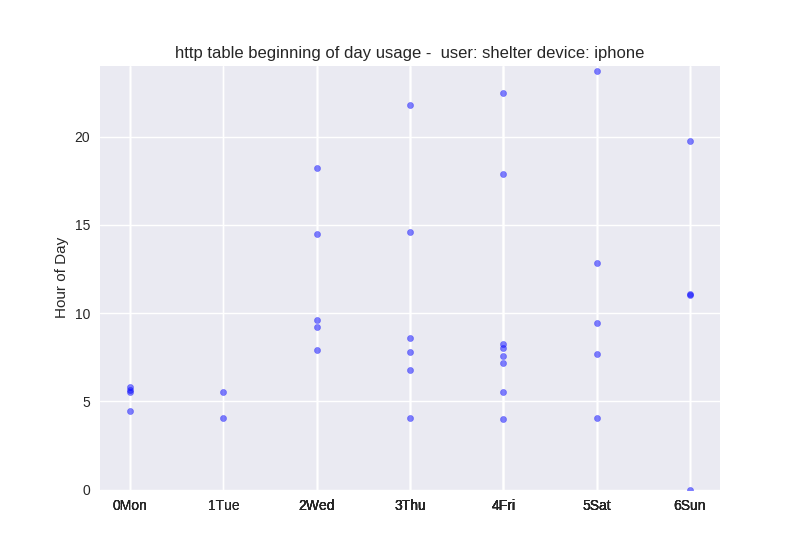 http table beginning of day usage -  user: shelter device: iphone
Hour of Day
20
15
10
5
0
0Mon 1Tue 2Wed 3Thu 4Fri 5Sat 6Sun